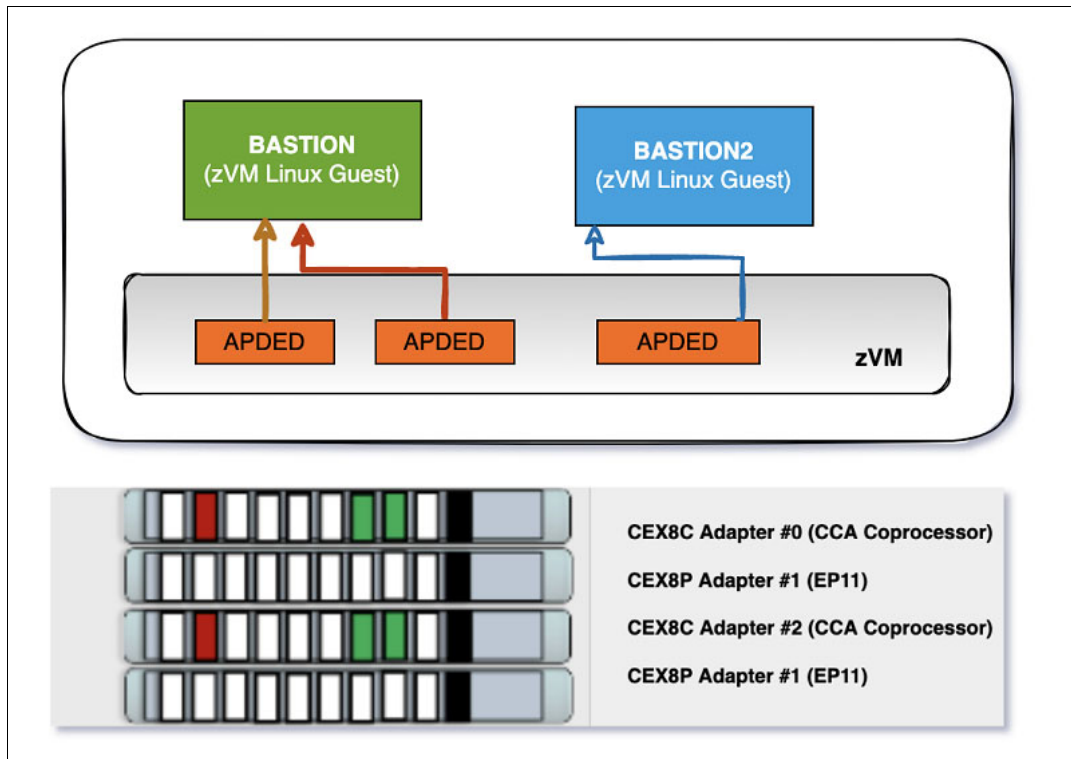 BASTION
(zVM Linux Guest)
BASTION2
(zVM Linux Guest)
APDED
APDED
APDED
zVM
CEX8C Adapter #0 (CCA Coprocessor)
CEX8P Adapter #1 (EP11)
CEX8C Adapter #2 (CCA Coprocessor)
CEX8P Adapter #1 (EP11)